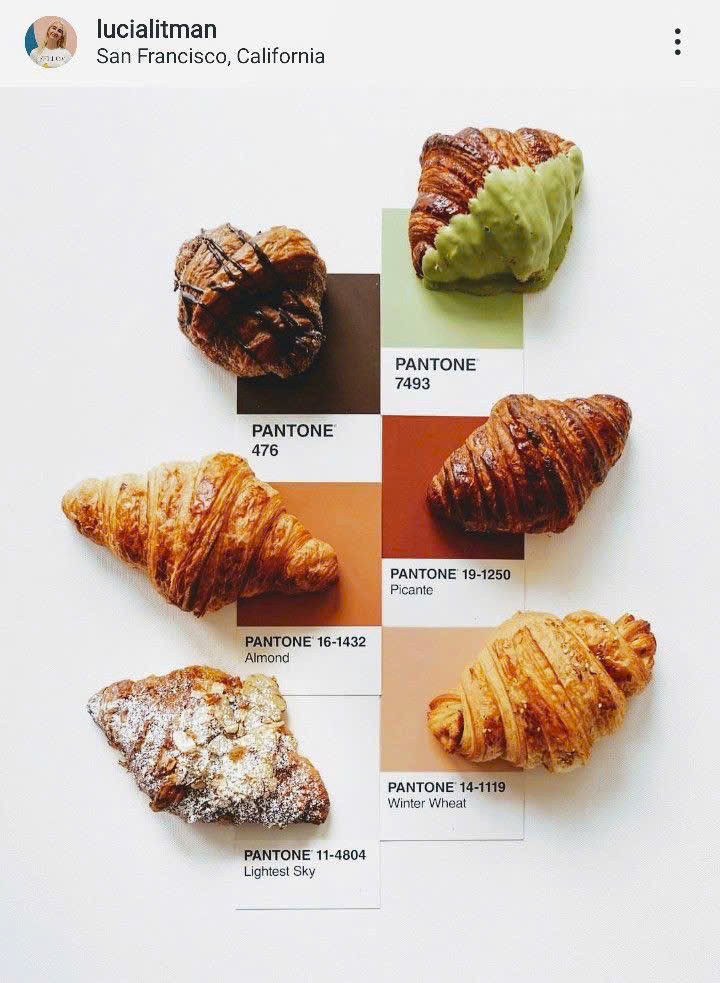 lucialitman
San Francisco, California
PANTONE
7493
PANTONE
476
PANTONE 19-1250
Picante
PANTONE 16-1432
Almond
PANTONE 14-1119
Winter Wheat
PANTONE 11-4804
Lightest Sky